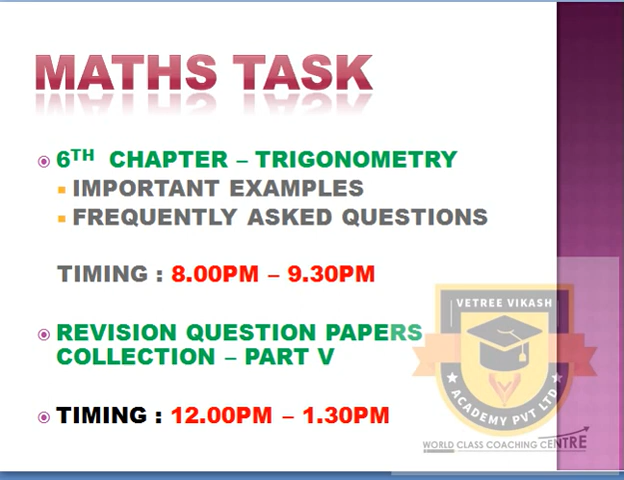 MATHS TASK
6TH CHAPTER – TRIGONOMETRY
IMPORTANT EXAMPLES
FREQUENTLY ASKED QUESTIONS
TIMING : 8.00PM – 9.30PM
REVISION QUESTION PAPERS
COLLECTION – PART V
TIMING : 12.00PM – 1.30PM
VETREE VIKASH
ACADEMY PVT LTD
WORLD CLASS COACHING CENTRE